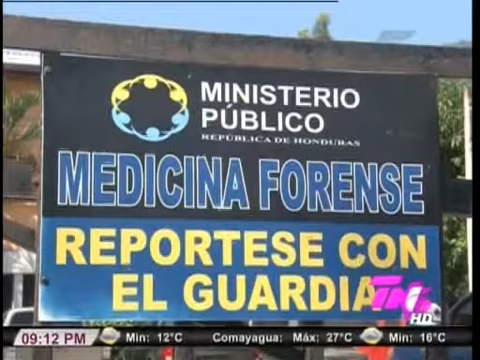 MINISTERIO
PÚBLICO
REPÚBLICA DE HONDURAS
MEDICINA FORENSE
REPORTESE CON
EL GUARDIA
HD
09:12 PM Min: 12°C Comayagua: Máx: 27°C Min: 16°C